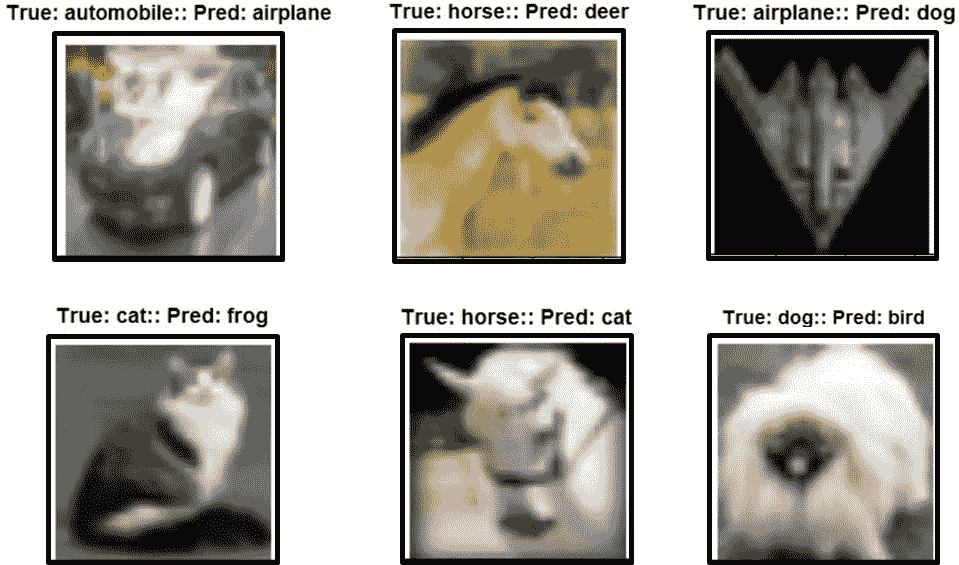 True: automobile:: Pred: airplane
True: horse:: Pred: deer
True: airplane:: Pred: dog
True: cat:: Pred: frog
True: horse:: Pred: cat
True: dog:: Pred: bird